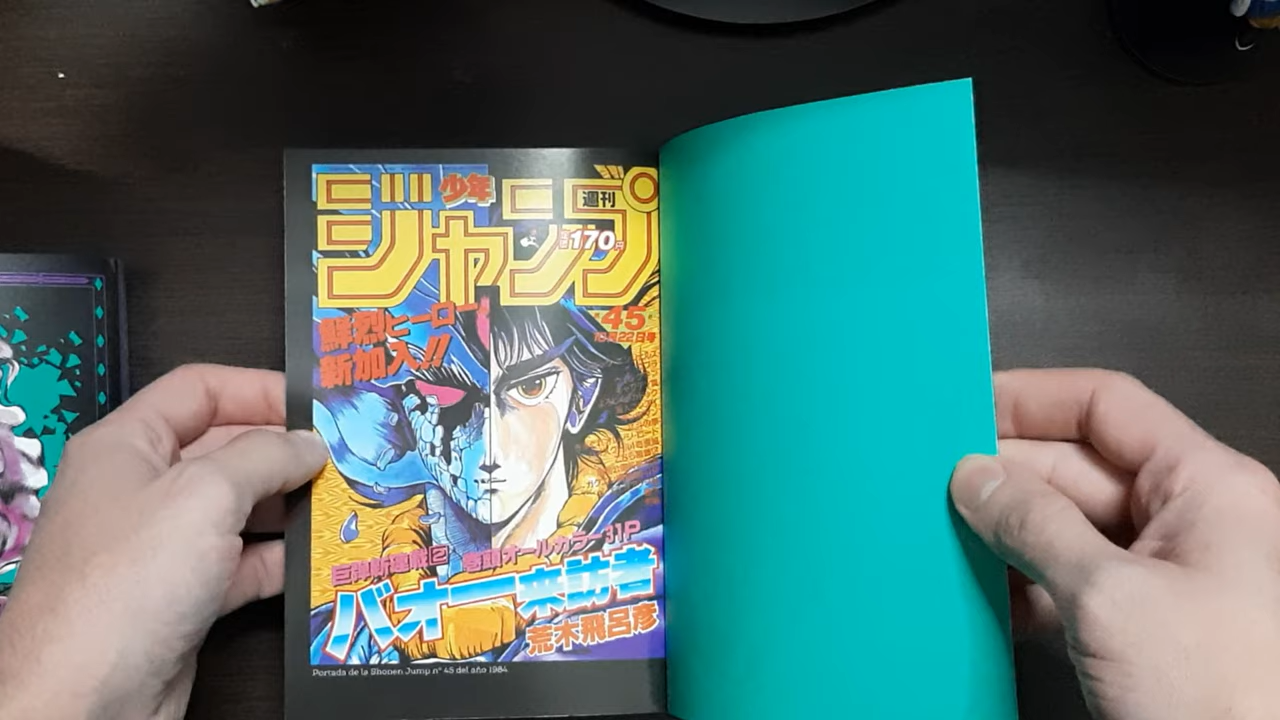 少年
週刊
ジャンプ
170円
45
10月22日号
鮮烈ヒーロー
新加入!!
巨弾新連載2 巻頭オールカラー31P
バオー来訪者
荒木飛呂彦
Portada de la Shonen Jump nº 45 del año 1984